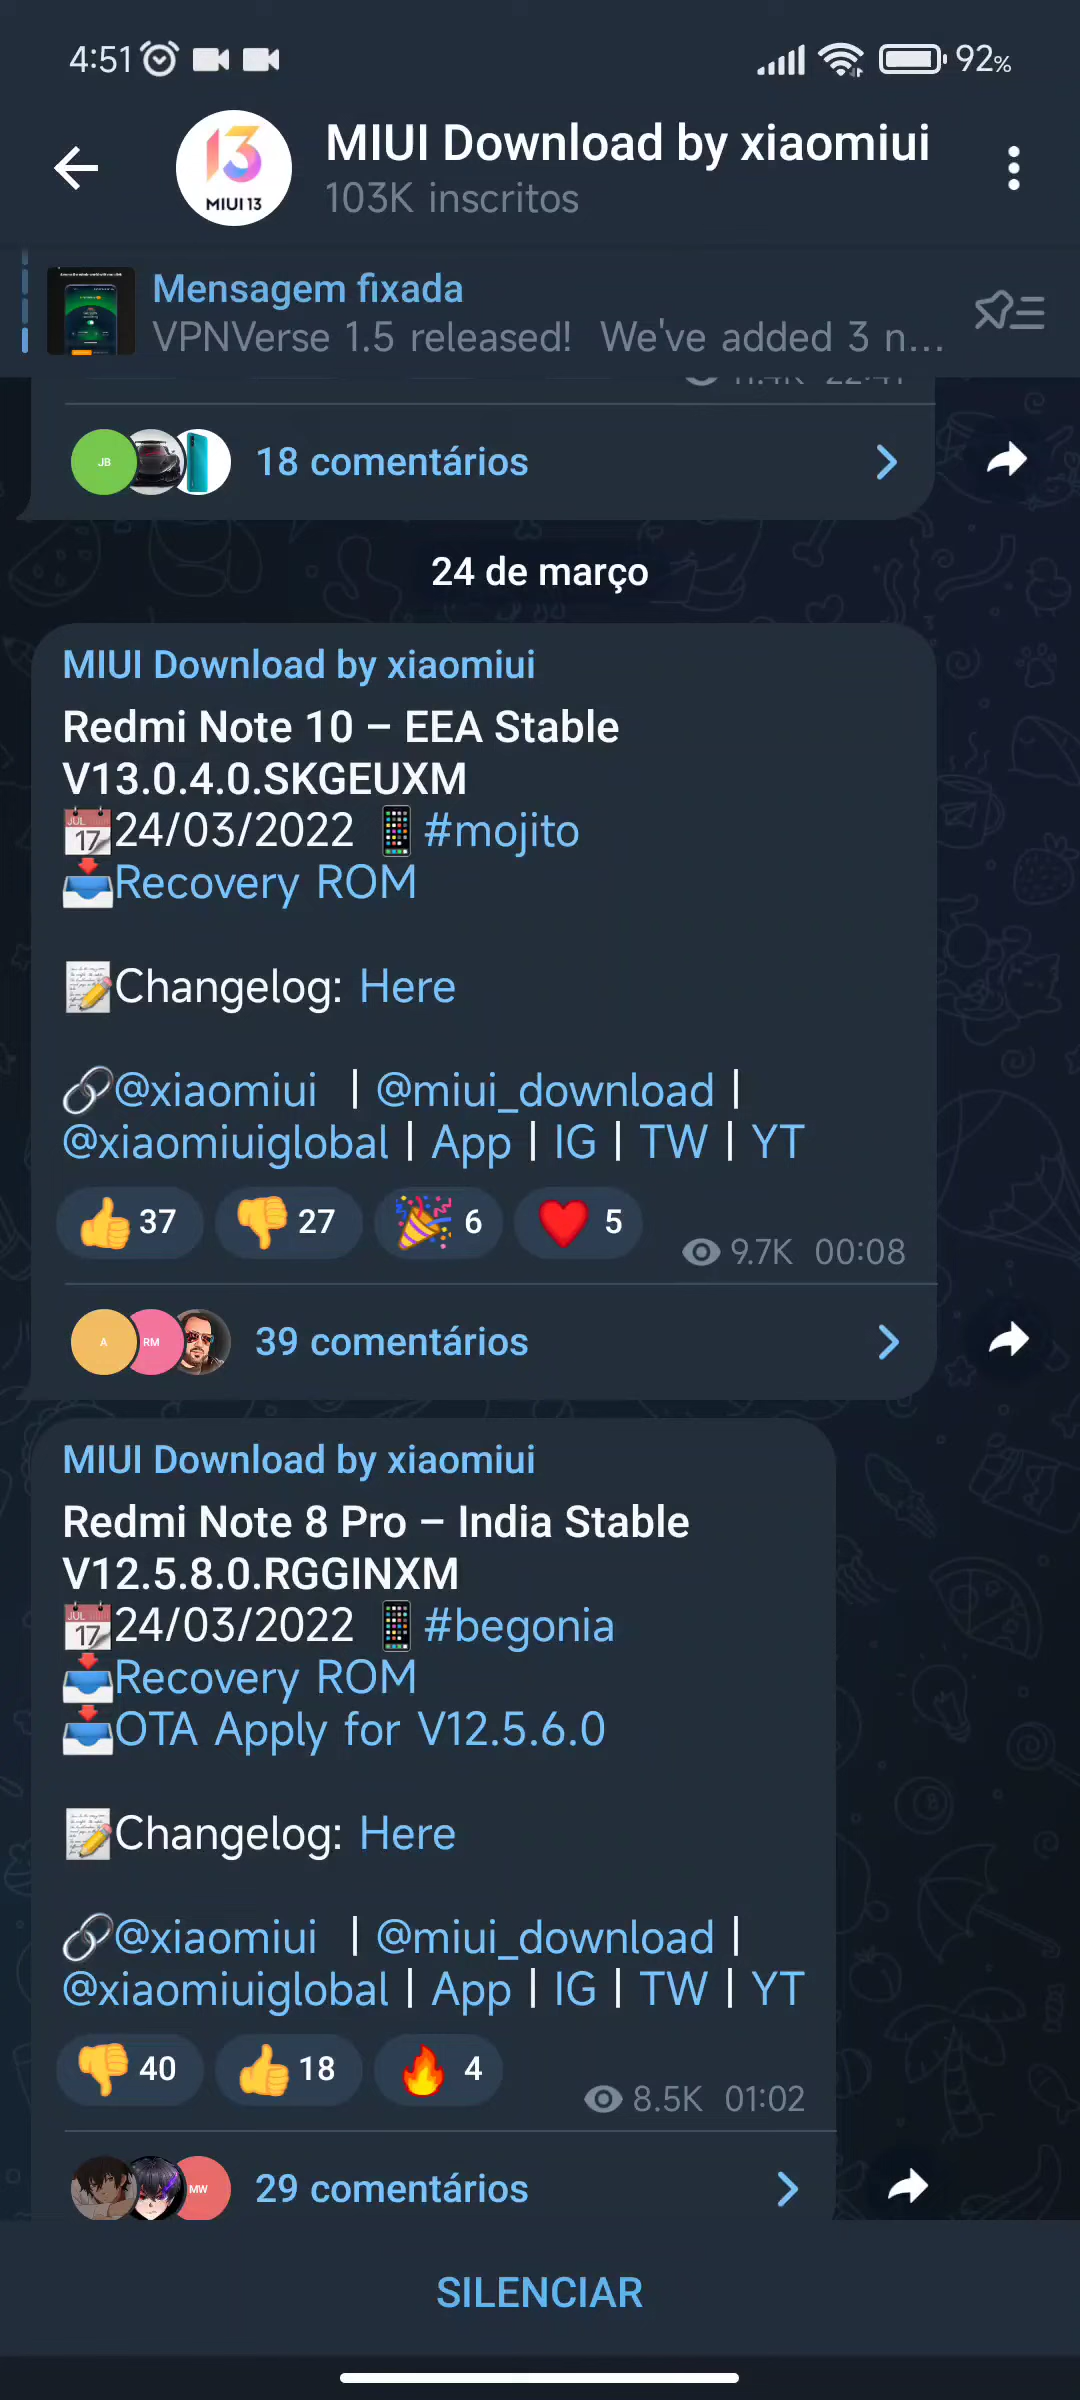 4:51 92%
MIUI 13
MIUI Download by xiaomiui
103K inscritos
Mensagem fixada
VPNVerse 1.5 released!  We've added 3 n...
JB
18 comentários
24 de março
MIUI Download by xiaomiui
Redmi Note 10 – EEA Stable
V13.0.4.0.SKGEUXM
📅24/03/2022 📱#mojito
📥Recovery ROM
📝Changelog: Here
🔗@xiaomiui | @miui_download |
@xiaomiuiglobal | App | IG | TW | YT
👍 37 👎 27 🎉 6 ❤️ 5
9.7K 00:08
A RM
39 comentários
MIUI Download by xiaomiui
Redmi Note 8 Pro – India Stable
V12.5.8.0.RGGINXM
📅24/03/2022 📱#begonia
📥Recovery ROM
📥OTA Apply for V12.5.6.0
📝Changelog: Here
🔗@xiaomiui | @miui_download |
@xiaomiuiglobal | App | IG | TW | YT
👎 40 👍 18 🔥 4
8.5K 01:02
MW
29 comentários
SILENCIAR